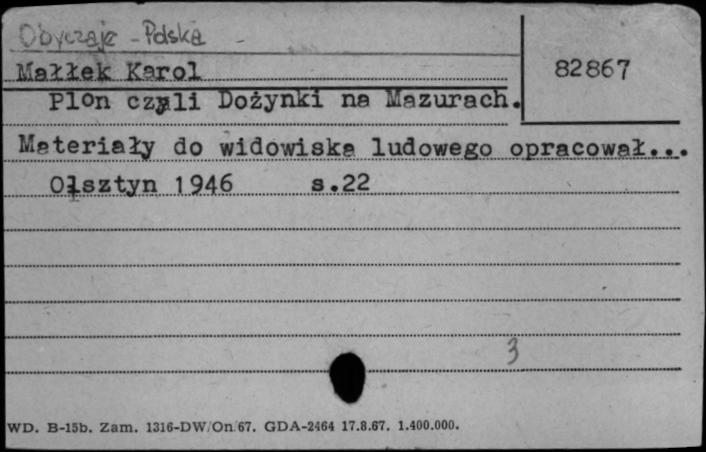 Obyczaje - Polska -
Małłek Karol
82867
Plon czyli Dożynki na Mazurach.
Materiały do widowiska ludowego opracował...
Olsztyn 1946 s.22
3
WD. B-15b. Zam. 1316-DW/On/67. GDA-2464 17.8.67. 1.400.000.